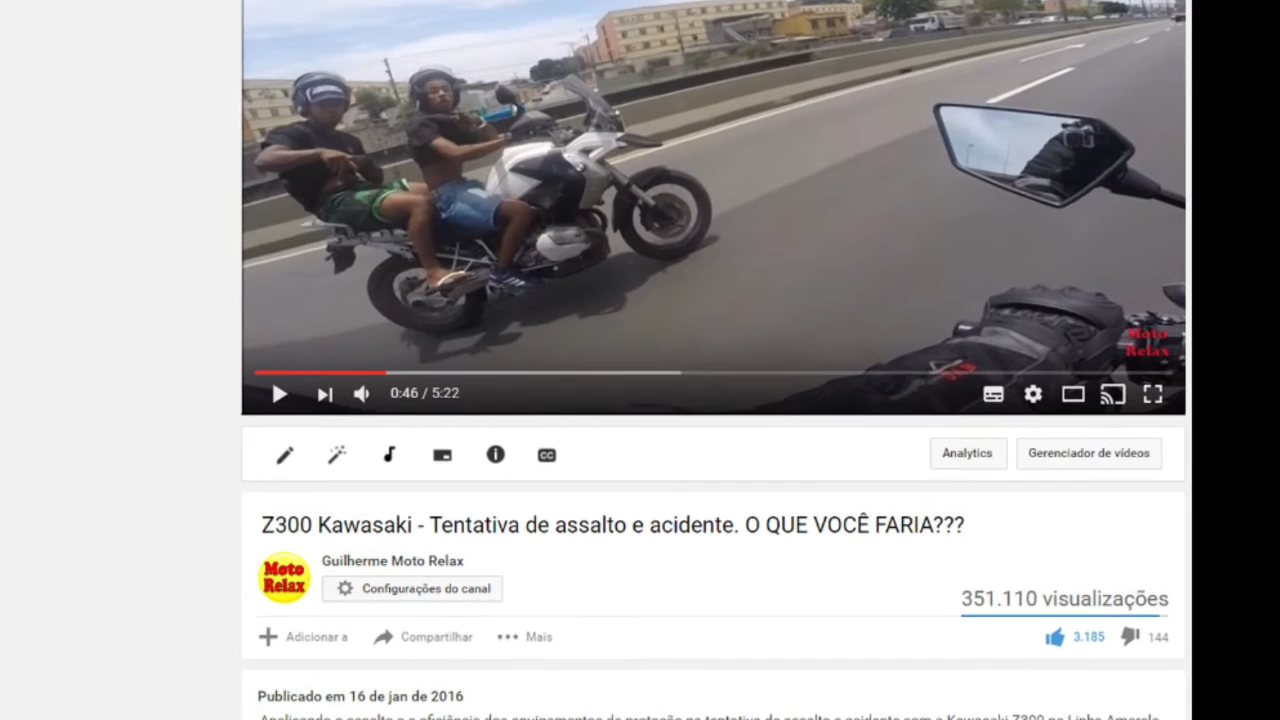 Moto
Relax
0:46 / 5:22
CC
Analytics
Gerenciador de vídeos
Z300 Kawasaki - Tentativa de assalto e acidente. O QUE VOCÊ FARIA???
Moto
Relax
Guilherme Moto Relax
Configurações do canal
351.110 visualizações
Adicionar a
Compartilhar
Mais
3.185
144
Publicado em 16 de jan de 2016